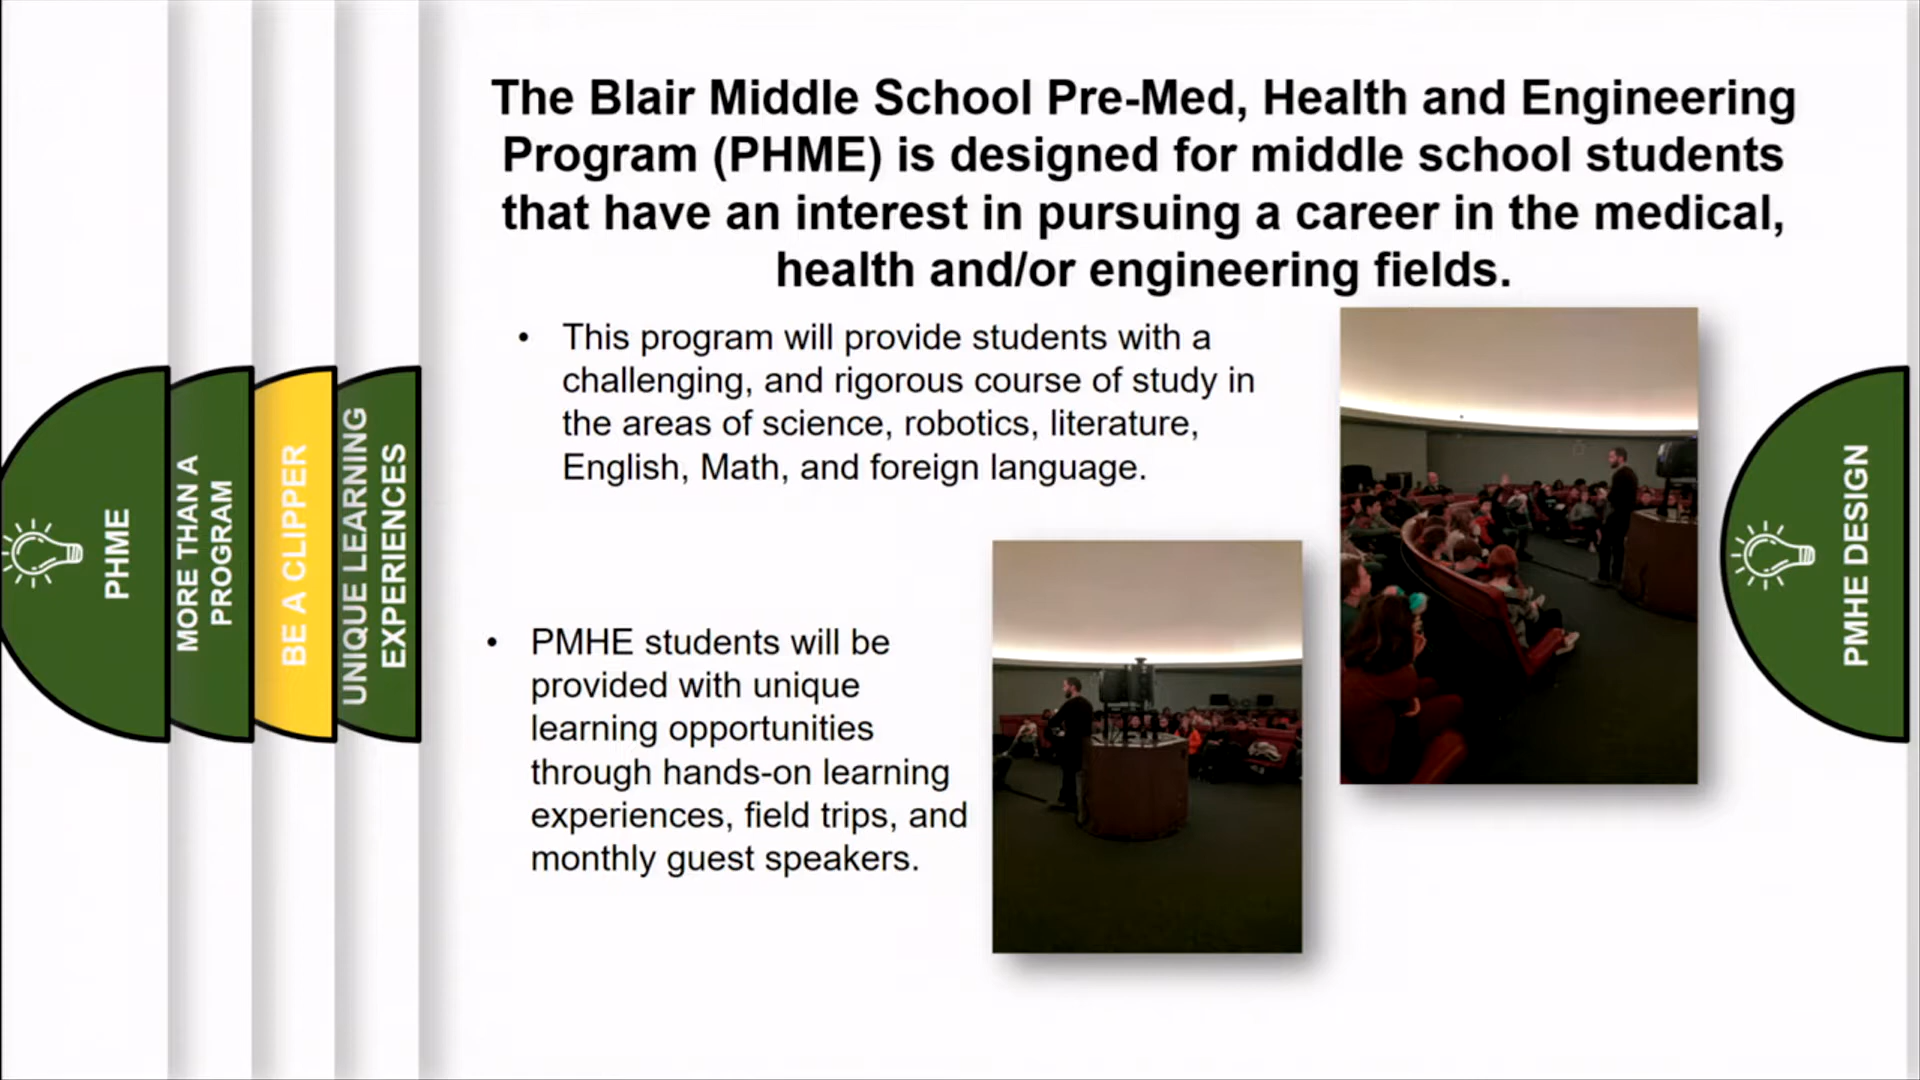 The Blair Middle School Pre-Med, Health and Engineering
Program (PHME) is designed for middle school students
that have an interest in pursuing a career in the medical,
health and/or engineering fields.
• This program will provide students with a
challenging, and rigorous course of study in
the areas of science, robotics, literature,
English, Math, and foreign language.
• PMHE students will be
provided with unique
learning opportunities
through hands-on learning
experiences, field trips, and
monthly guest speakers.
PHME
MORE THAN A
PROGRAM
BE A CLIPPER
UNIQUE LEARNING
EXPERIENCES
PMHE DESIGN